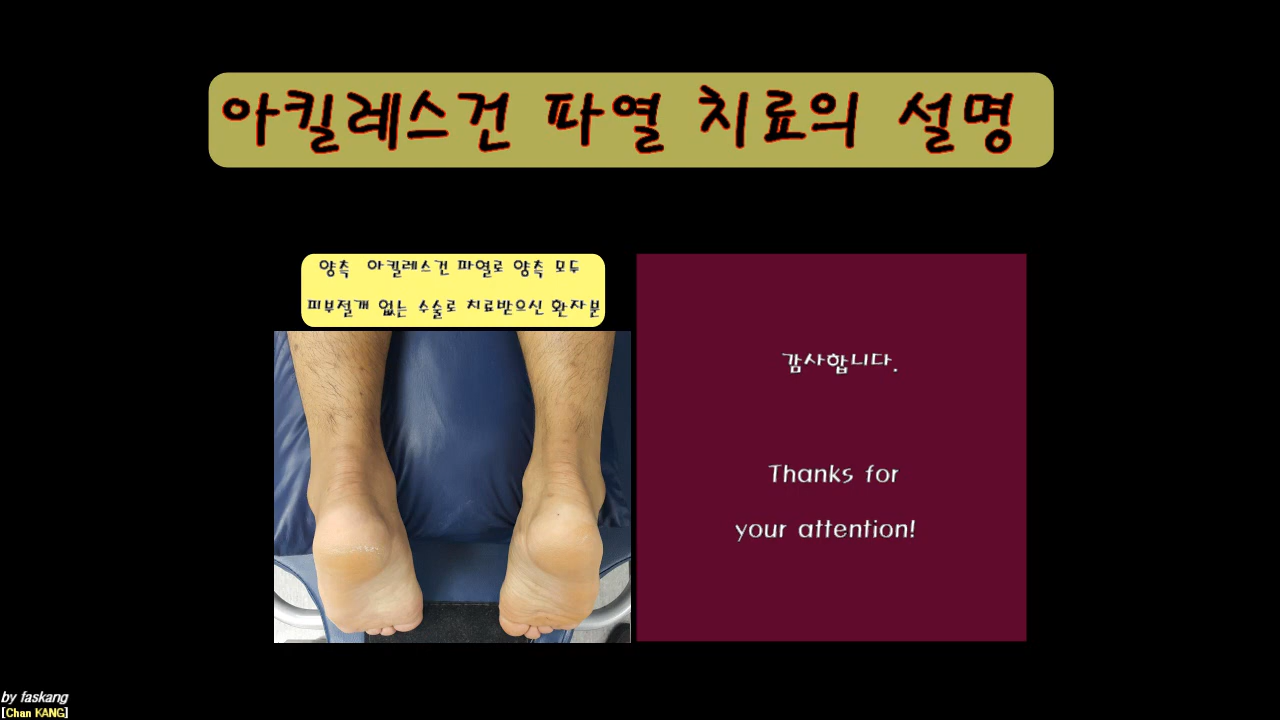 아킬레스건 파열 치료의 설명
양측 아킬레스건 파열로 양측 모두
피부절개 없는 수술로 치료받으신 환자분
감사합니다.
Thanks for
your attention!
by faskang
[Chan KANG]